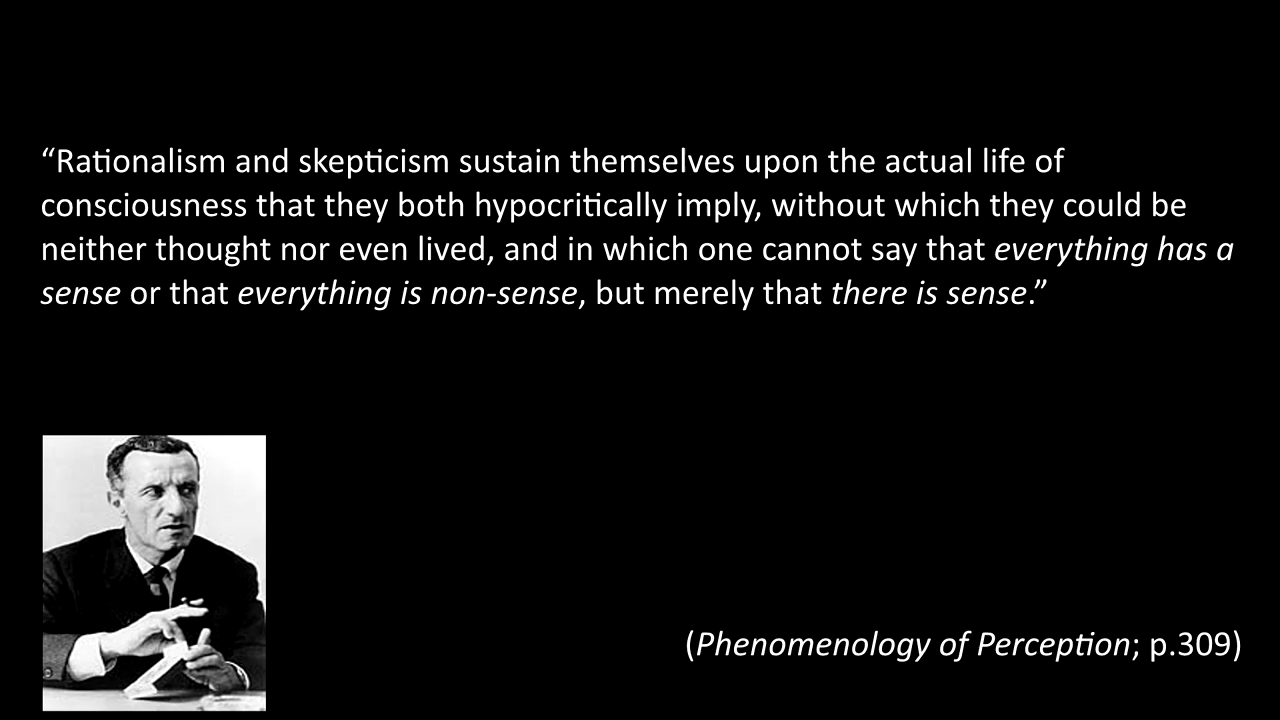 “Rationalism and skepticism sustain themselves upon the actual life of
consciousness that they both hypocritically imply, without which they could be
neither thought nor even lived, and in which one cannot say that everything has a
sense or that everything is non-sense, but merely that there is sense.”
(Phenomenology of Perception; p.309)